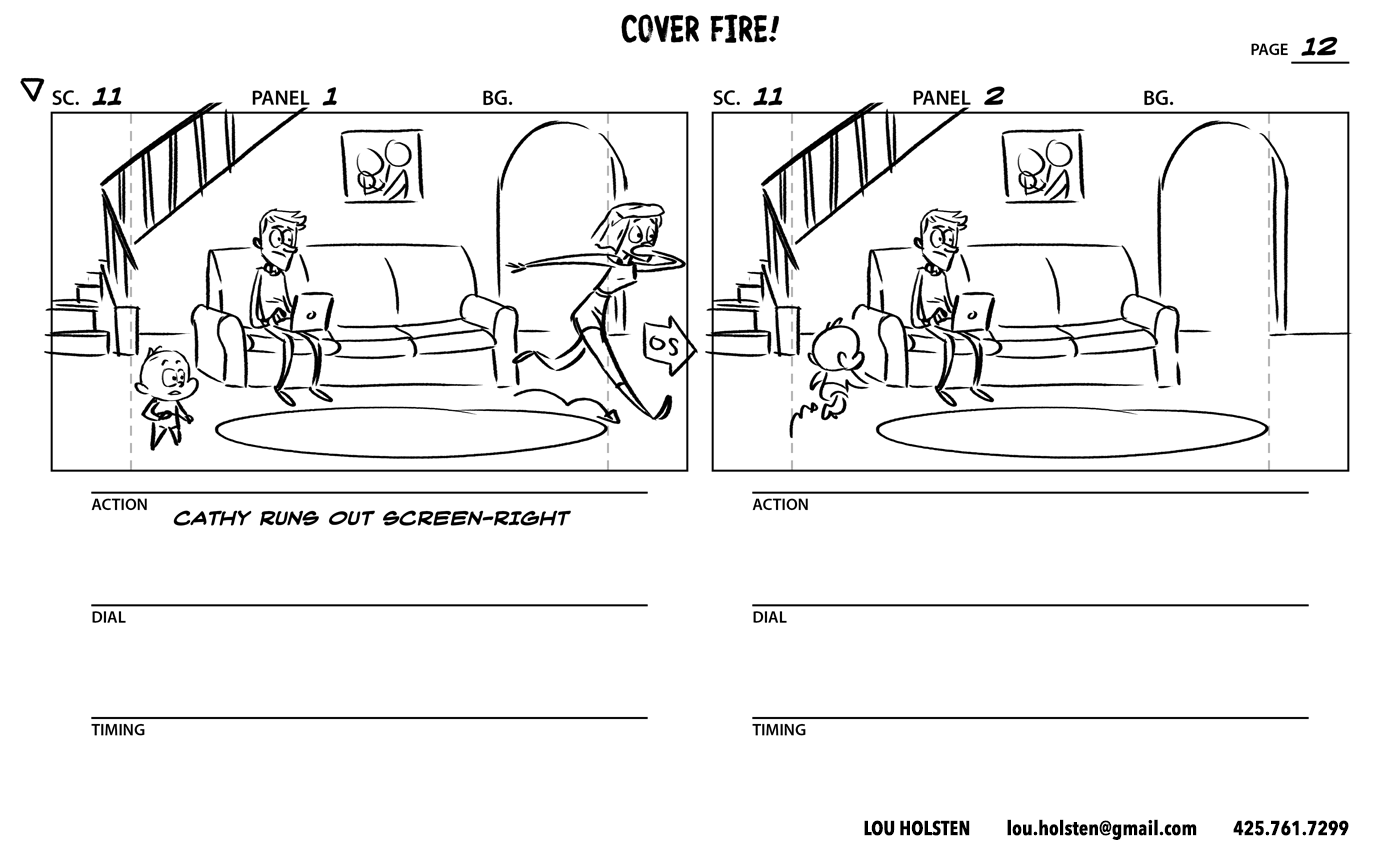 COVER FIRE!
PAGE 12
SC. 11 PANEL 1 BG.
SC. 11 PANEL 2 BG.
OS
ACTION CATHY RUNS OUT SCREEN-RIGHT
DIAL
TIMING
ACTION
DIAL
TIMING
LOU HOLSTEN lou.holsten@gmail.com 425.761.7299